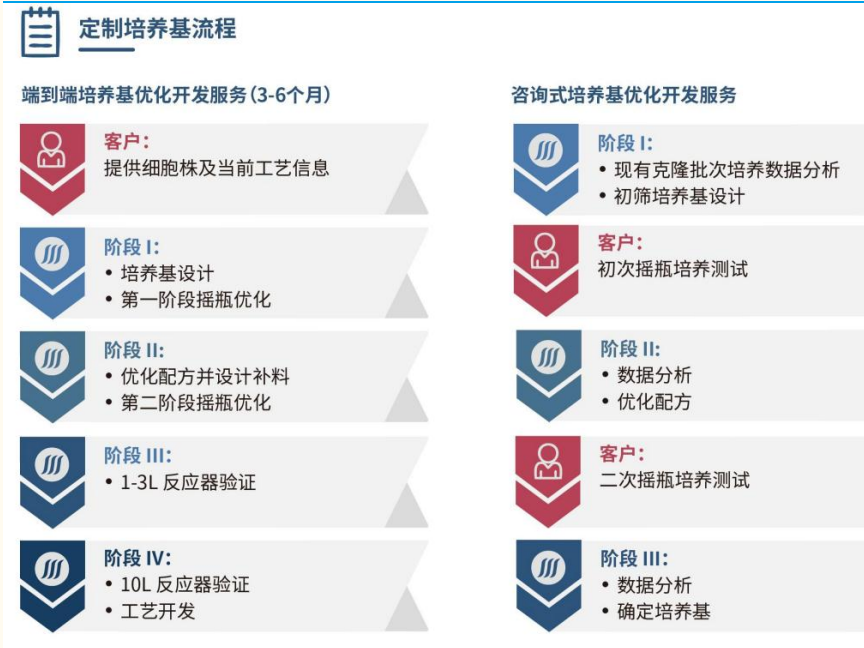 定制培养基流程
端到端培养基优化开发服务(3-6个月)
客户:
提供细胞株及当前工艺信息
阶段 I:
• 培养基设计
• 第一阶段摇瓶优化
阶段 II:
• 优化配方并设计补料
• 第二阶段摇瓶优化
阶段 III:
• 1-3L 反应器验证
阶段 IV:
• 10L 反应器验证
• 工艺开发
咨询式培养基优化开发服务
阶段 I:
• 现有克隆批次培养数据分析
• 初筛培养基设计
客户:
初次摇瓶培养测试
阶段 II:
• 数据分析
• 优化配方
客户:
二次摇瓶培养测试
阶段 III:
• 数据分析
• 确定培养基